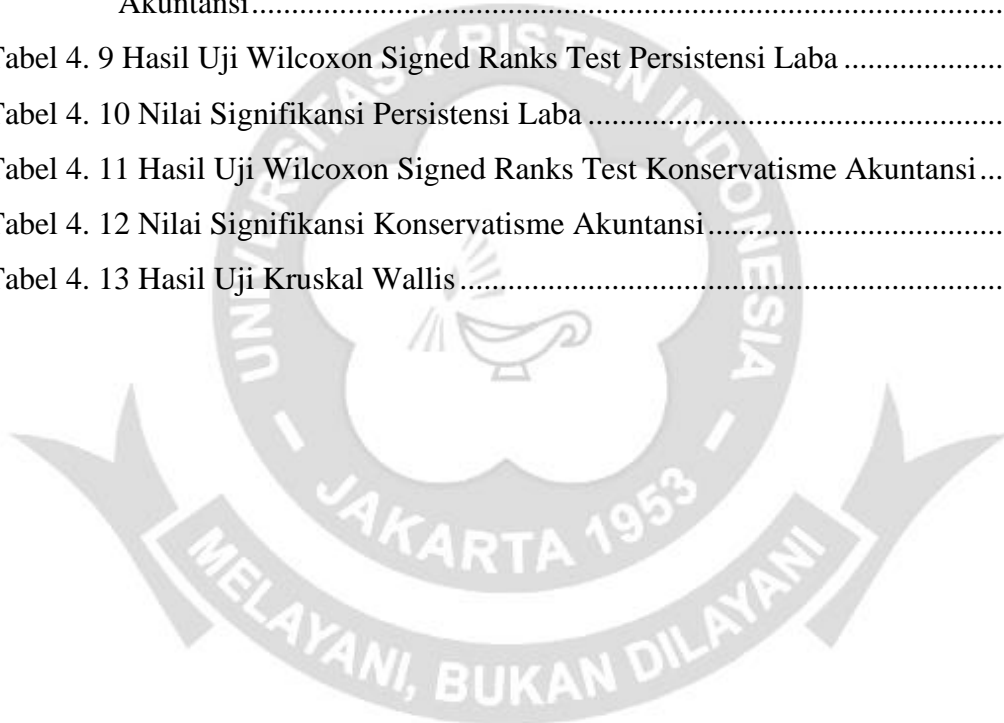 Akuntansi....................................................................................
Tabel 4. 9 Hasil Uji Wilcoxon Signed Ranks Test Persistensi Laba ....................
Tabel 4. 10 Nilai Signifikansi Persistensi Laba ....................................................
Tabel 4. 11 Hasil Uji Wilcoxon Signed Ranks Test Konservatisme Akuntansi ...
Tabel 4. 12 Nilai Signifikansi Konservatisme Akuntansi.....................................
Tabel 4. 13 Hasil Uji Kruskal Wallis ....................................................................
UNIVERSITAS KRISTEN INDONESIA
- JAKARTA 1953 -
MELAYANI, BUKAN DILAYANI